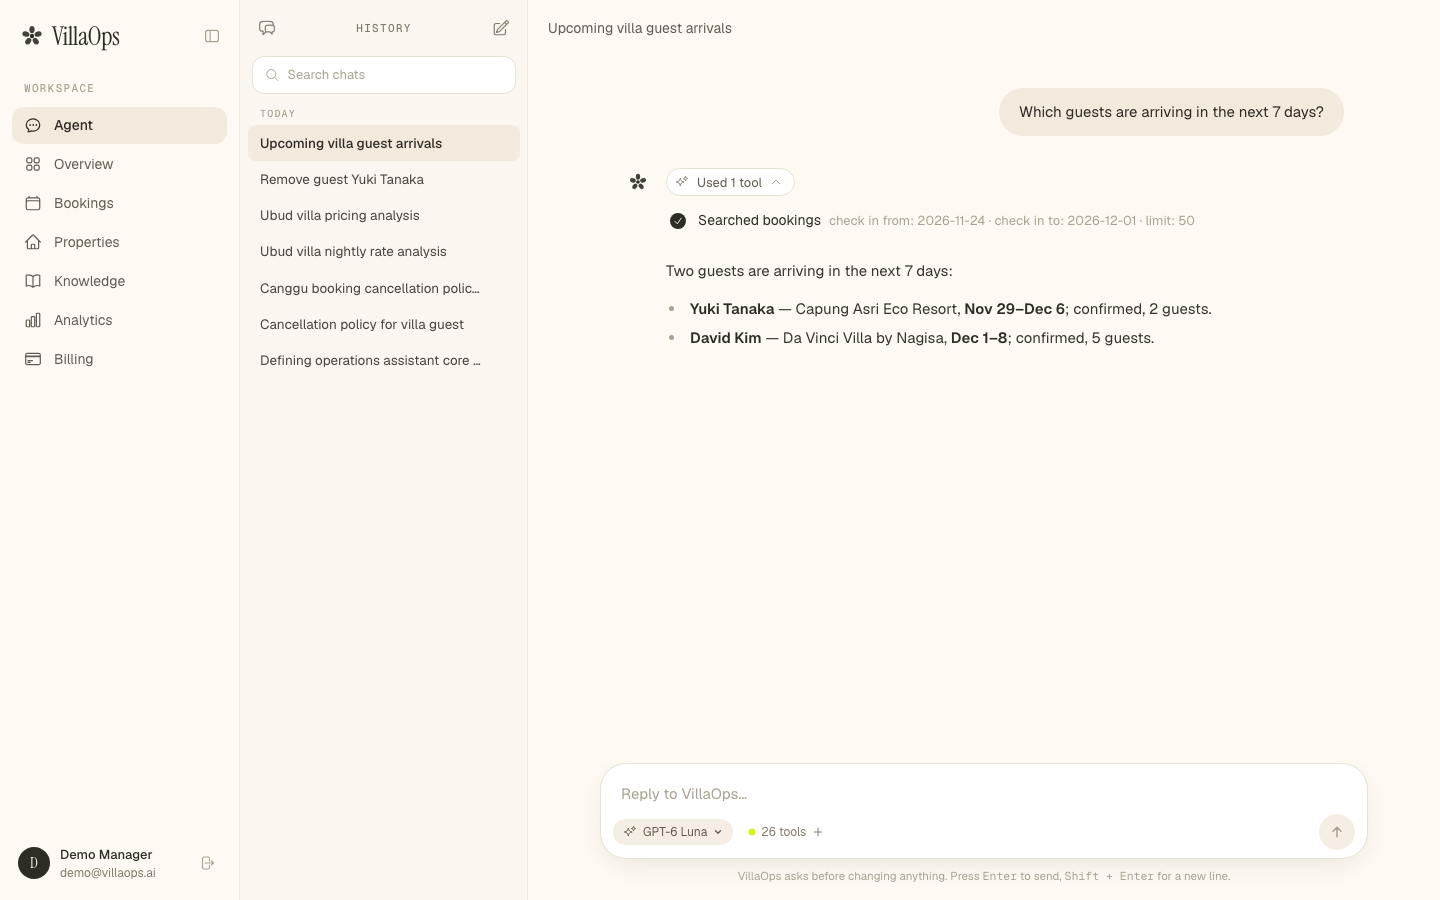 VillaOps
WORKSPACE
Agent
Overview
Bookings
Properties
Knowledge
Analytics
Billing
Demo Manager
demo@villaops.ai
D
HISTORY
Search chats
TODAY
Upcoming villa guest arrivals
Remove guest Yuki Tanaka
Ubud villa pricing analysis
Ubud villa nightly rate analysis
Canggu booking cancellation polic...
Cancellation policy for villa guest
Defining operations assistant core ...
Upcoming villa guest arrivals
Which guests are arriving in the next 7 days?
Used 1 tool
Searched bookings check in from: 2026-11-24 · check in to: 2026-12-01 · limit: 50
Two guests are arriving in the next 7 days:
• Yuki Tanaka — Capung Asri Eco Resort, Nov 29–Dec 6; confirmed, 2 guests.
• David Kim — Da Vinci Villa by Nagisa, Dec 1–8; confirmed, 5 guests.
Reply to VillaOps...
GPT-6 Luna
26 tools
VillaOps asks before changing anything. Press Enter to send, Shift + Enter for a new line.